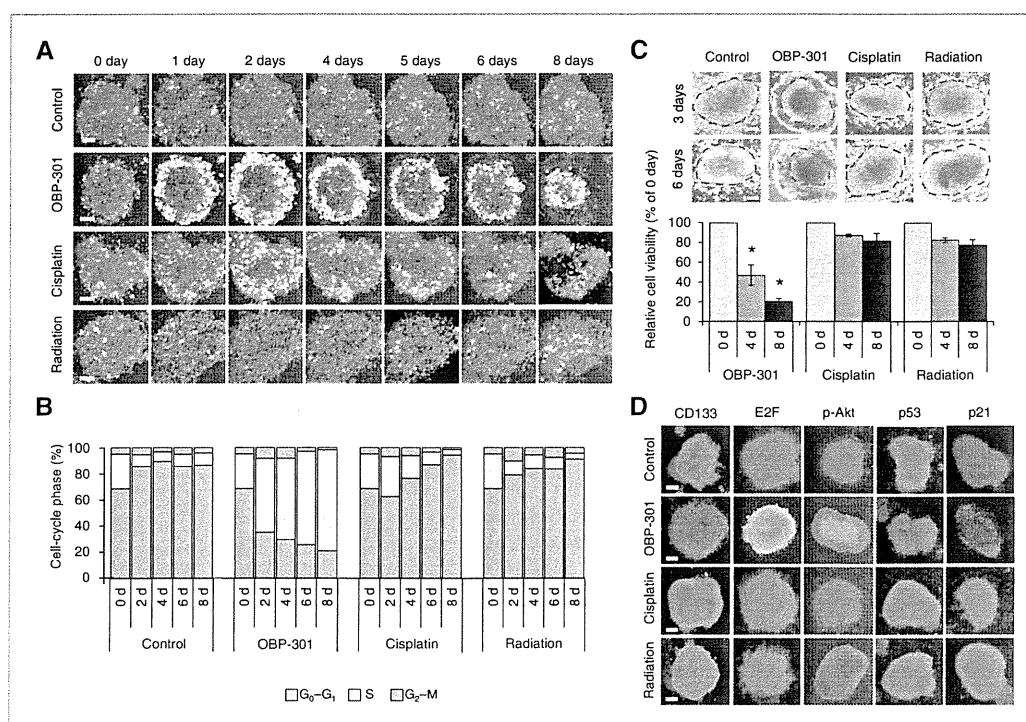 A
0 day 1 day 2 days 4 days 5 days 6 days 8 days
Control
OBP-301
Cisplatin
Radiation
B
Cell-cycle phase (%)
100
80
60
40
20
0
0 d 2 d 4 d 6 d 8 d 0 d 2 d 4 d 6 d 8 d 0 d 2 d 4 d 6 d 8 d 0 d 2 d 4 d 6 d 8 d
Control OBP-301 Cisplatin Radiation
G0–G1 S G2–M
C
Control OBP-301 Cisplatin Radiation
3 days
6 days
Relative cell viability (% of 0 day)
100
80
60
40
20
0
* *
0 d 4 d 8 d 0 d 4 d 8 d 0 d 4 d 8 d
OBP-301 Cisplatin Radiation
D
CD133 E2F p-Akt p53 p21
Control
OBP-301
Cisplatin
Radiation